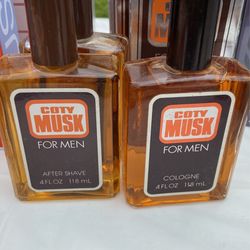 COTY
MUSK
FOR MEN
AFTER SHAVE
4 FL OZ 118 mL
COTY
MUSK
FOR MEN
COLOGNE
4 FL OZ 118 mL